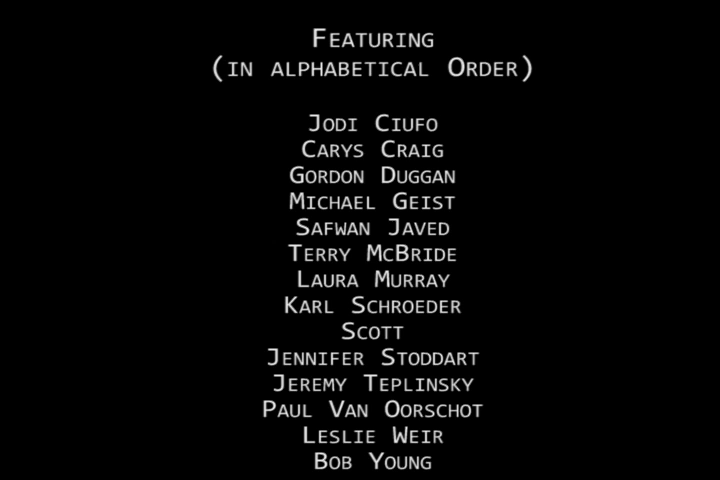 Featuring
(in alphabetical Order)
Jodi Ciufo
Carys Craig
Gordon Duggan
Michael Geist
Safwan Javed
Terry McBride
Laura Murray
Karl Schroeder
Scott
Jennifer Stoddart
Jeremy Teplinsky
Paul Van Oorschot
Leslie Weir
Bob Young